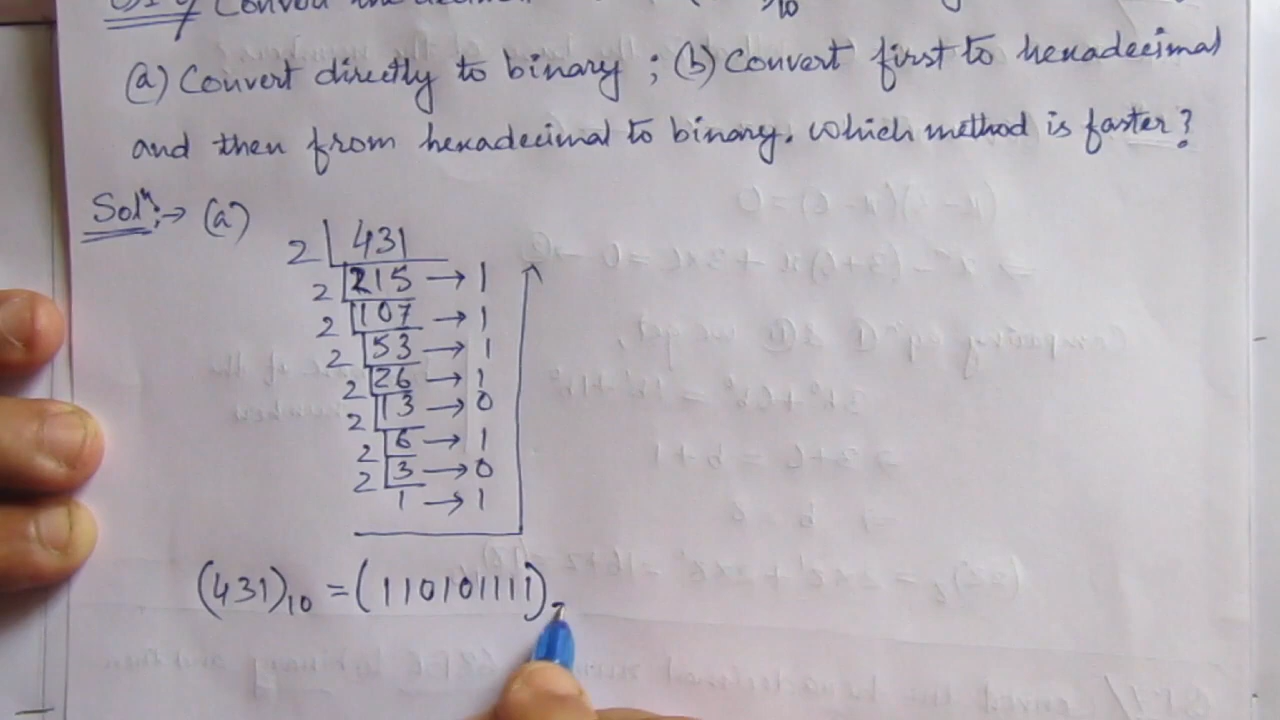 (a) Convert directly to binary ; (b) Convert first to hexadecimal
and then from hexadecimal to binary. Which method is faster?
Solⁿ:→ (a)
2 | 431
2 | 215 → 1
2 | 107 → 1
2 | 53 → 1
2 | 26 → 1
2 | 13 → 0
2 | 6 → 1
2 | 3 → 0
1 → 1
(431)₁₀ = (110101111)₂